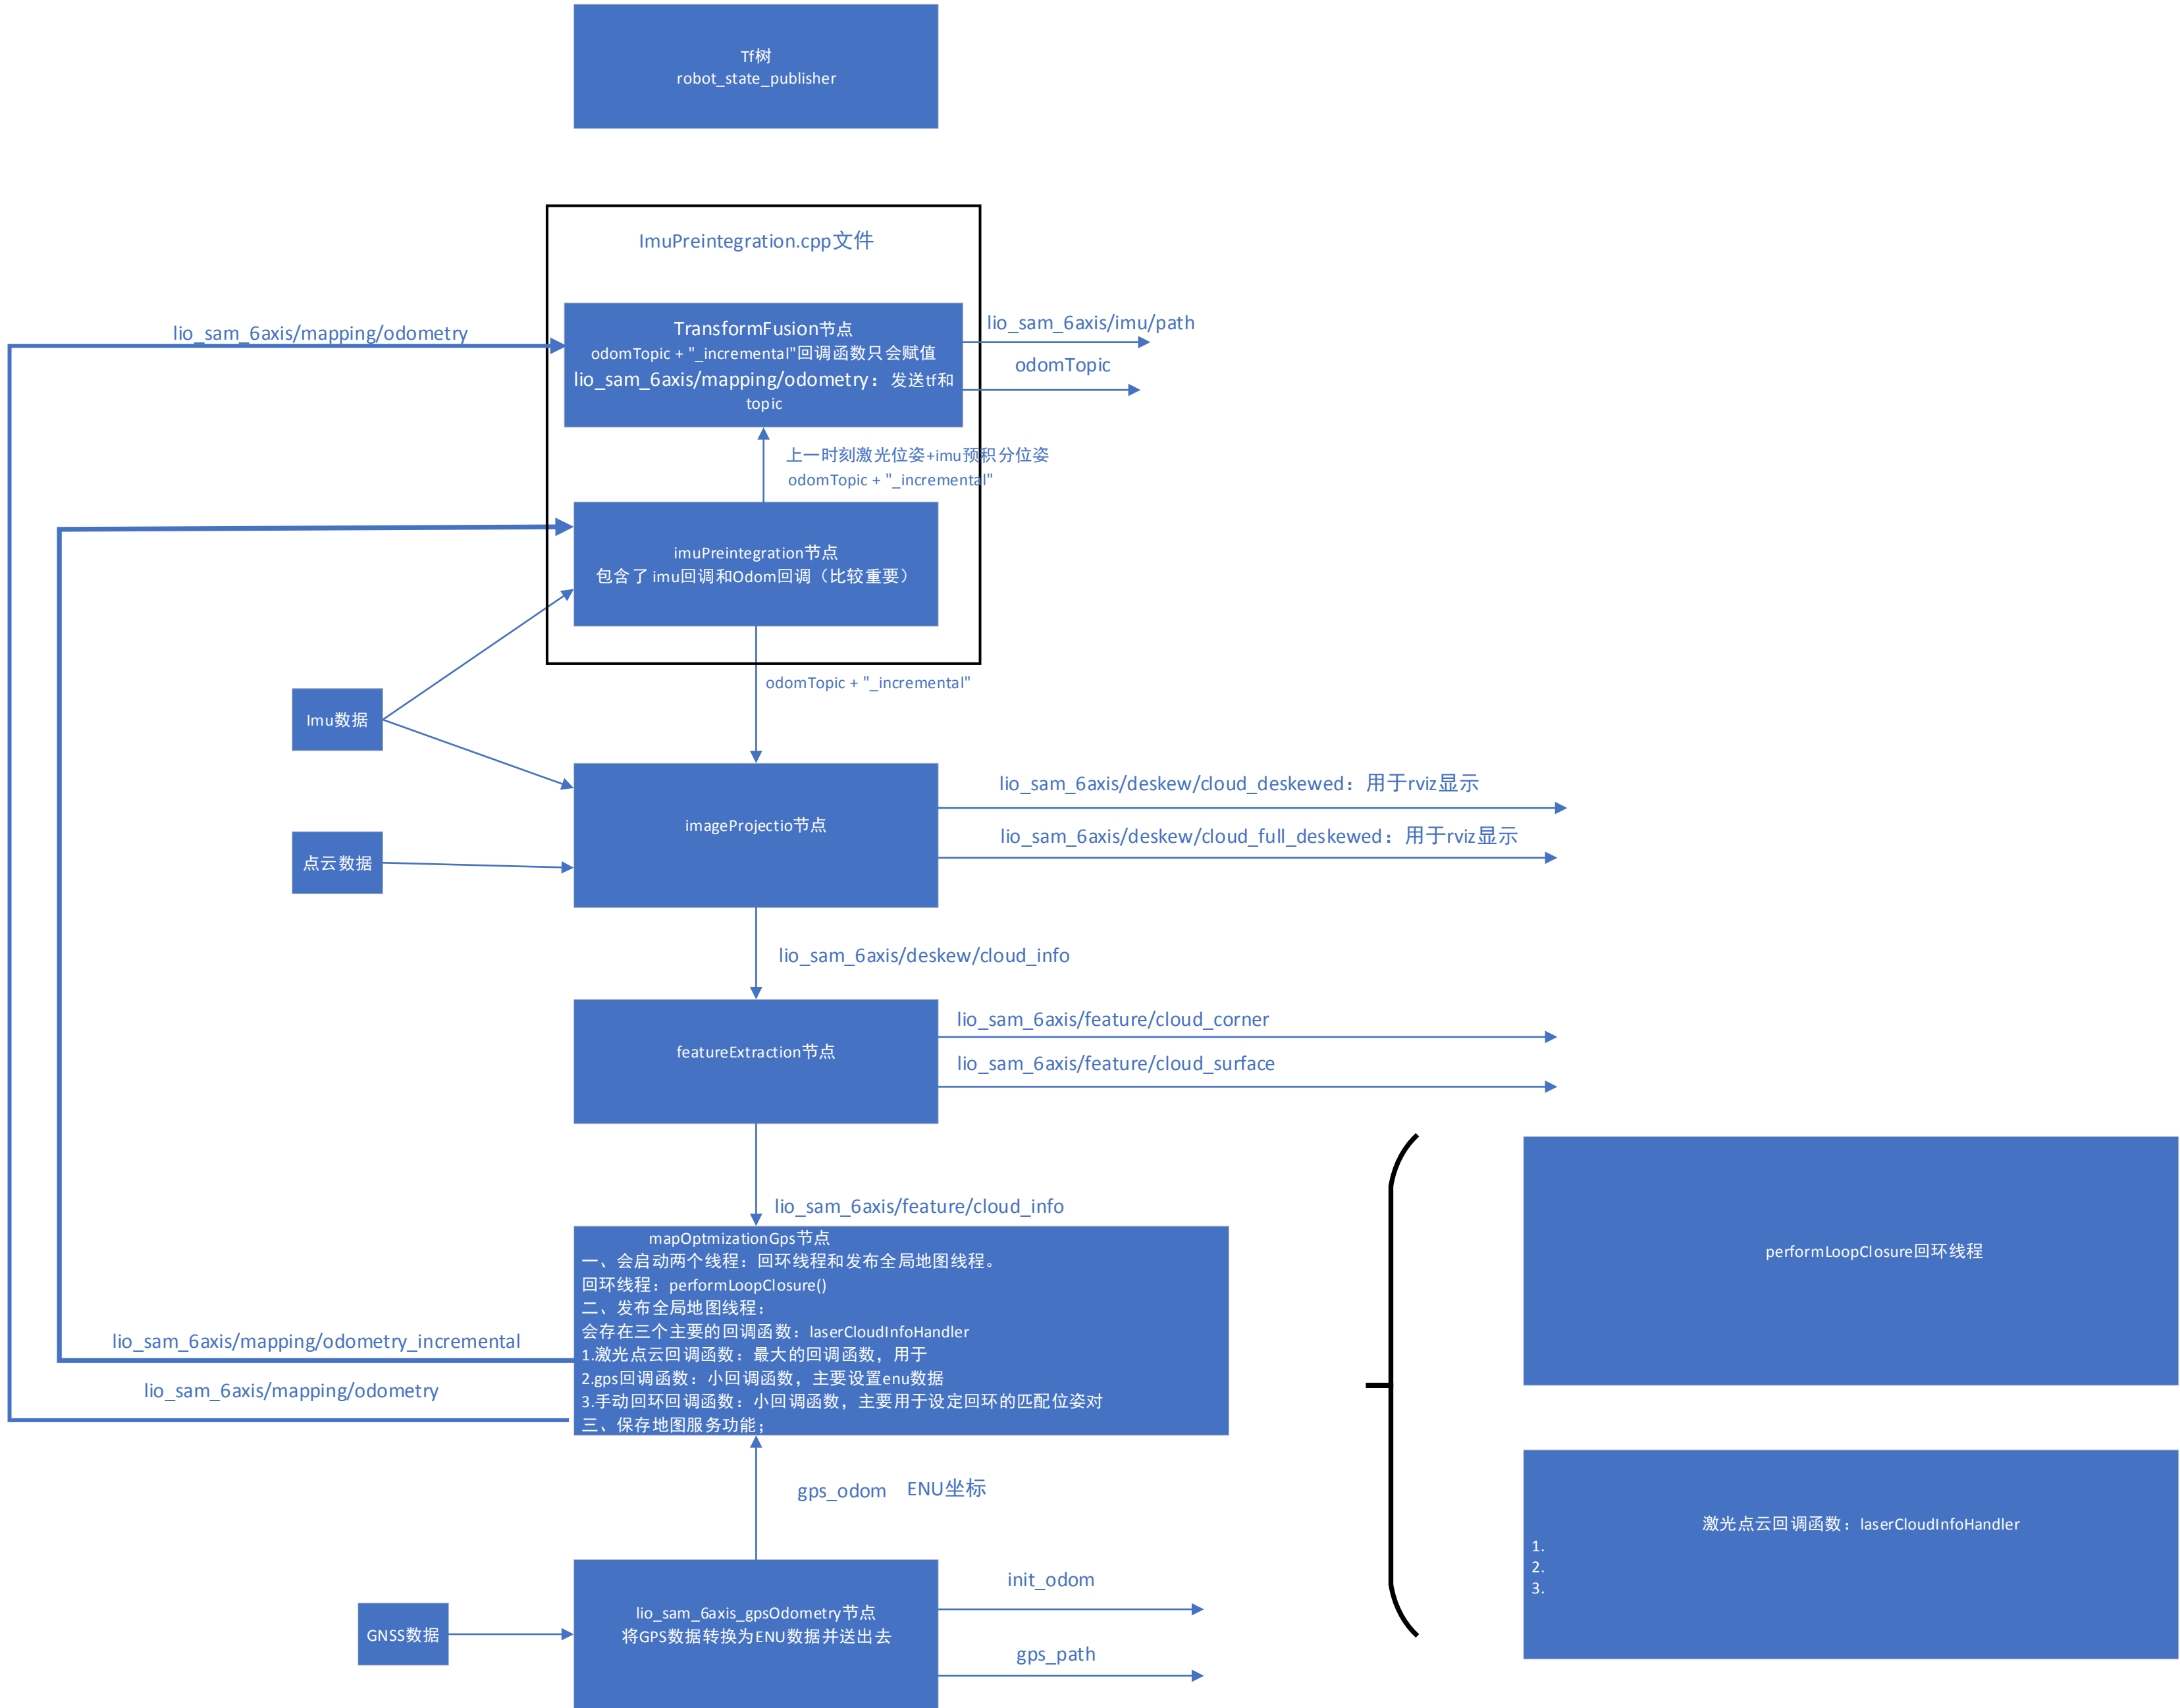 Tf树
robot_state_publisher
ImuPreintegration.cpp文件
lio_sam_6axis/mapping/odometry
TransformFusion节点
odomTopic + "_incremental"回调函数只会赋值
lio_sam_6axis/mapping/odometry：发送tf和
topic
lio_sam_6axis/imu/path
odomTopic
上一时刻激光位姿+imu预积分位姿
odomTopic + "_incremental"
imuPreintegration节点
包含了 imu回调和Odom回调（比较重要）
odomTopic + "_incremental"
Imu数据
点云数据
imageProjectio节点
lio_sam_6axis/deskew/cloud_deskewed：用于rviz显示
lio_sam_6axis/deskew/cloud_full_deskewed：用于rviz显示
lio_sam_6axis/deskew/cloud_info
featureExtraction节点
lio_sam_6axis/feature/cloud_corner
lio_sam_6axis/feature/cloud_surface
lio_sam_6axis/feature/cloud_info
mapOptmizationGps节点
一、会启动两个线程：回环线程和发布全局地图线程。
回环线程：performLoopClosure()
二、发布全局地图线程：
会存在三个主要的回调函数：laserCloudInfoHandler
1.激光点云回调函数：最大的回调函数，用于
2.gps回调函数：小回调函数，主要设置enu数据
3.手动回环回调函数：小回调函数，主要用于设定回环的匹配位姿对
三、保存地图服务功能；
lio_sam_6axis/mapping/odometry_incremental
lio_sam_6axis/mapping/odometry
performLoopClosure回环线程
激光点云回调函数：laserCloudInfoHandler
1.
2.
3.
gps_odom ENU坐标
GNSS数据
lio_sam_6axis_gpsOdometry节点
将GPS数据转换为ENU数据并送出去
init_odom
gps_path